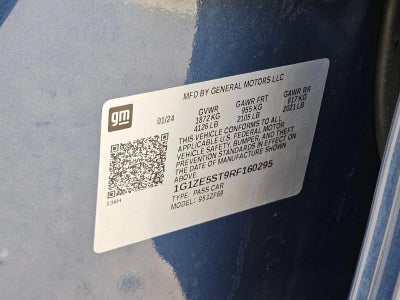 gm
MFD BY GENERAL MOTORS LLC
01/24
GVWR
1872 KG
4126 LB
GAWR FRT
955 KG
2105 LB
GAWR RR
917 KG
2021 LB
THIS VEHICLE CONFORMS TO ALL
APPLICABLE U.S. FEDERAL MOTOR
VEHICLE SAFETY, BUMPER, AND THEFT
PREVENTION STANDARDS IN EFFECT ON
THE DATE OF MANUFACTURE SHOWN
ABOVE.
1G1ZE5ST9RF160295
TYPE: PASS CAR
MODEL: 9512F69